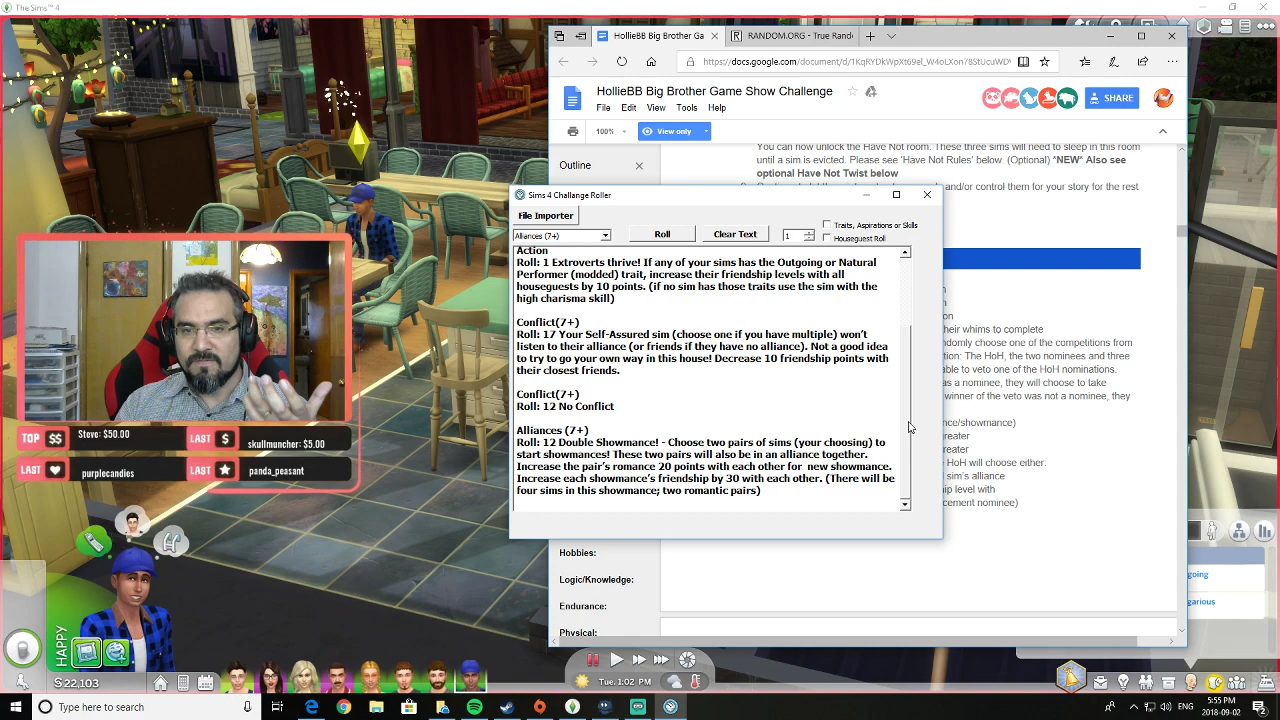 The Sims™ 4
HollieBB Big Brother Ga
RANDOM.ORG - True Rand
https://docs.google.com/document/d/
HollieBB Big Brother Game Show Challenge
File Edit View Tools Help
SHARE
100%
View only
You can now unlock the Have Not room. These three sims will need to sleep in this room
until a sim is evicted. Please see 'Have Not Rules' below. (Optional) *NEW* Also see
optional Have Not Twist below
and/or control them for your story for the rest
Outline
Sims 4 Challange Roller
File Importer
Alliances (7+)
Roll
Clear Text
1
Traits, Aspirations or Skills
Houseguest Roll
Action
Roll: 1 Extroverts thrive! If any of your sims has the Outgoing or Natural
Performer (modded) trait, increase their friendship levels with all
houseguests by 10 points. (if no sim has those traits use the sim with the
high charisma skill)
Conflict(7+)
Roll: 17 Your Self-Assured sim (choose one if you have multiple) won't
listen to their alliance (or friends if they have no alliance). Not a good idea
to try to go your own way in this house! Decrease 10 friendship points with
their closest friends.
Conflict(7+)
Roll: 12 No Conflict
Alliances (7+)
Roll: 12 Double Showmance! - Choose two pairs of sims (your choosing) to
start showmances! These two pairs will also be in an alliance together.
Increase the pair's romance 20 points with each other for new showmance.
Increase each showmance's friendship by 30 with each other. (There will be
four sims in this showmance; two romantic pairs)
heir whims to complete
ndomly choose one of the competitions from
tion: The HoH, the two nominees and three
able to veto one of the HoH nominations.
as a nominee, they will choose to take
winner of the veto was not a nominee, they
nce/showmance)
reater
reater
HoH will choose either:
sim's alliance
ip level with
cement nominee)
Hobbies:
Logic/Knowledge:
Endurance:
Physical:
going
garious
TOP $$ Steve: $50.00
LAST $ skullmuncher: $5.00
LAST purplecandies
LAST panda_peasant
HAPPY
§22,103
Tue. 1:02 PM
Type here to search
ENG
5:55 PM
2018-09-02
2